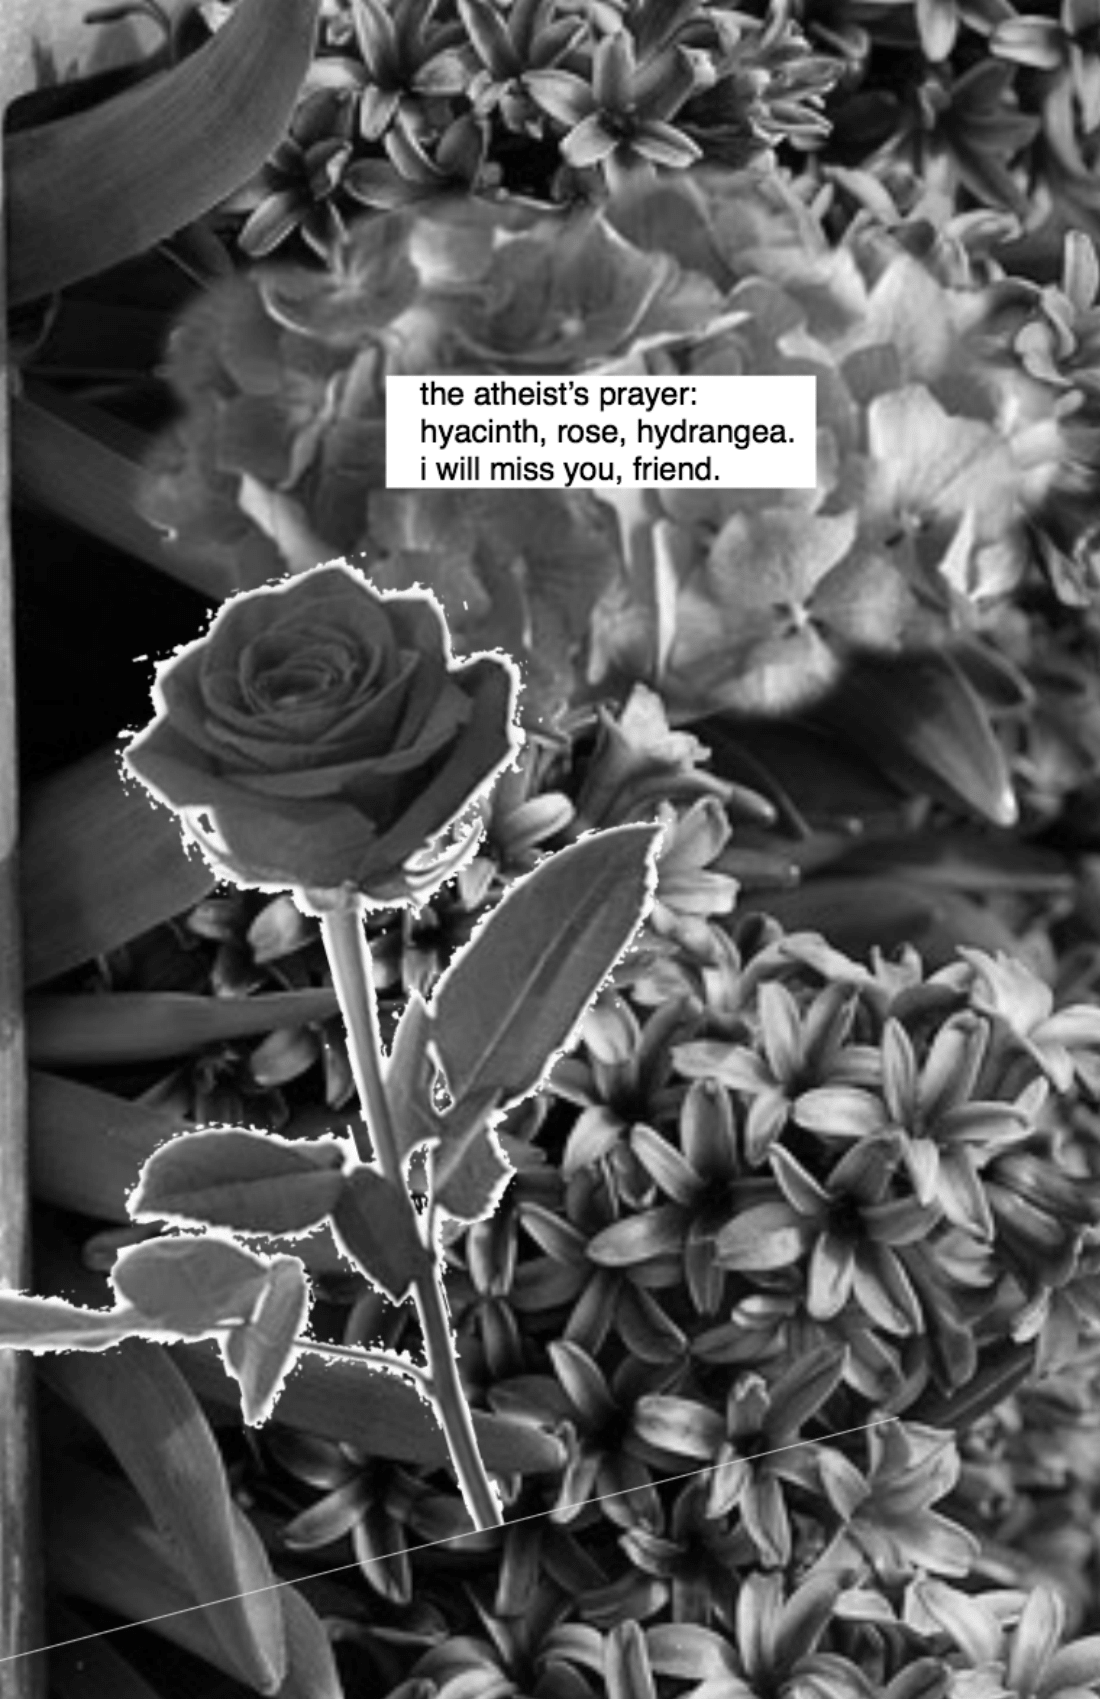 the atheist’s prayer:
hyacinth, rose, hydrangea.
i will miss you, friend.